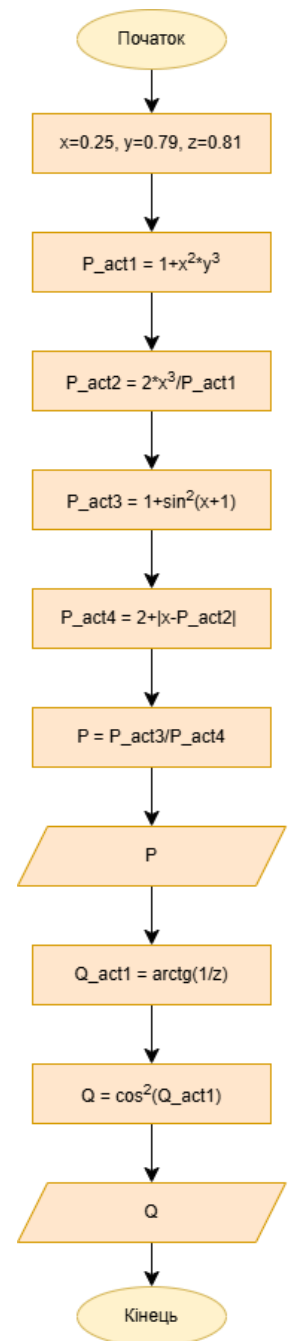 Початок
x=0.25, y=0.79, z=0.81
P_act1 = 1+x²*y³
P_act2 = 2*x³/P_act1
P_act3 = 1+sin²(x+1)
P_act4 = 2+|x-P_act2|
P = P_act3/P_act4
P
Q_act1 = arctg(1/z)
Q = cos²(Q_act1)
Q
Кінець